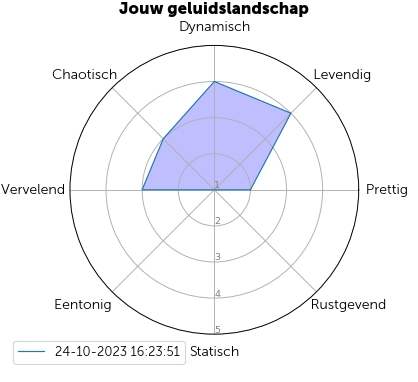 Jouw geluidslandschap
Dynamisch
Chaotisch
Levendig
Vervelend
1
Prettig
2
3
4
Eentonig
Rustgevend
5
24-10-2023 16:23:51
Statisch